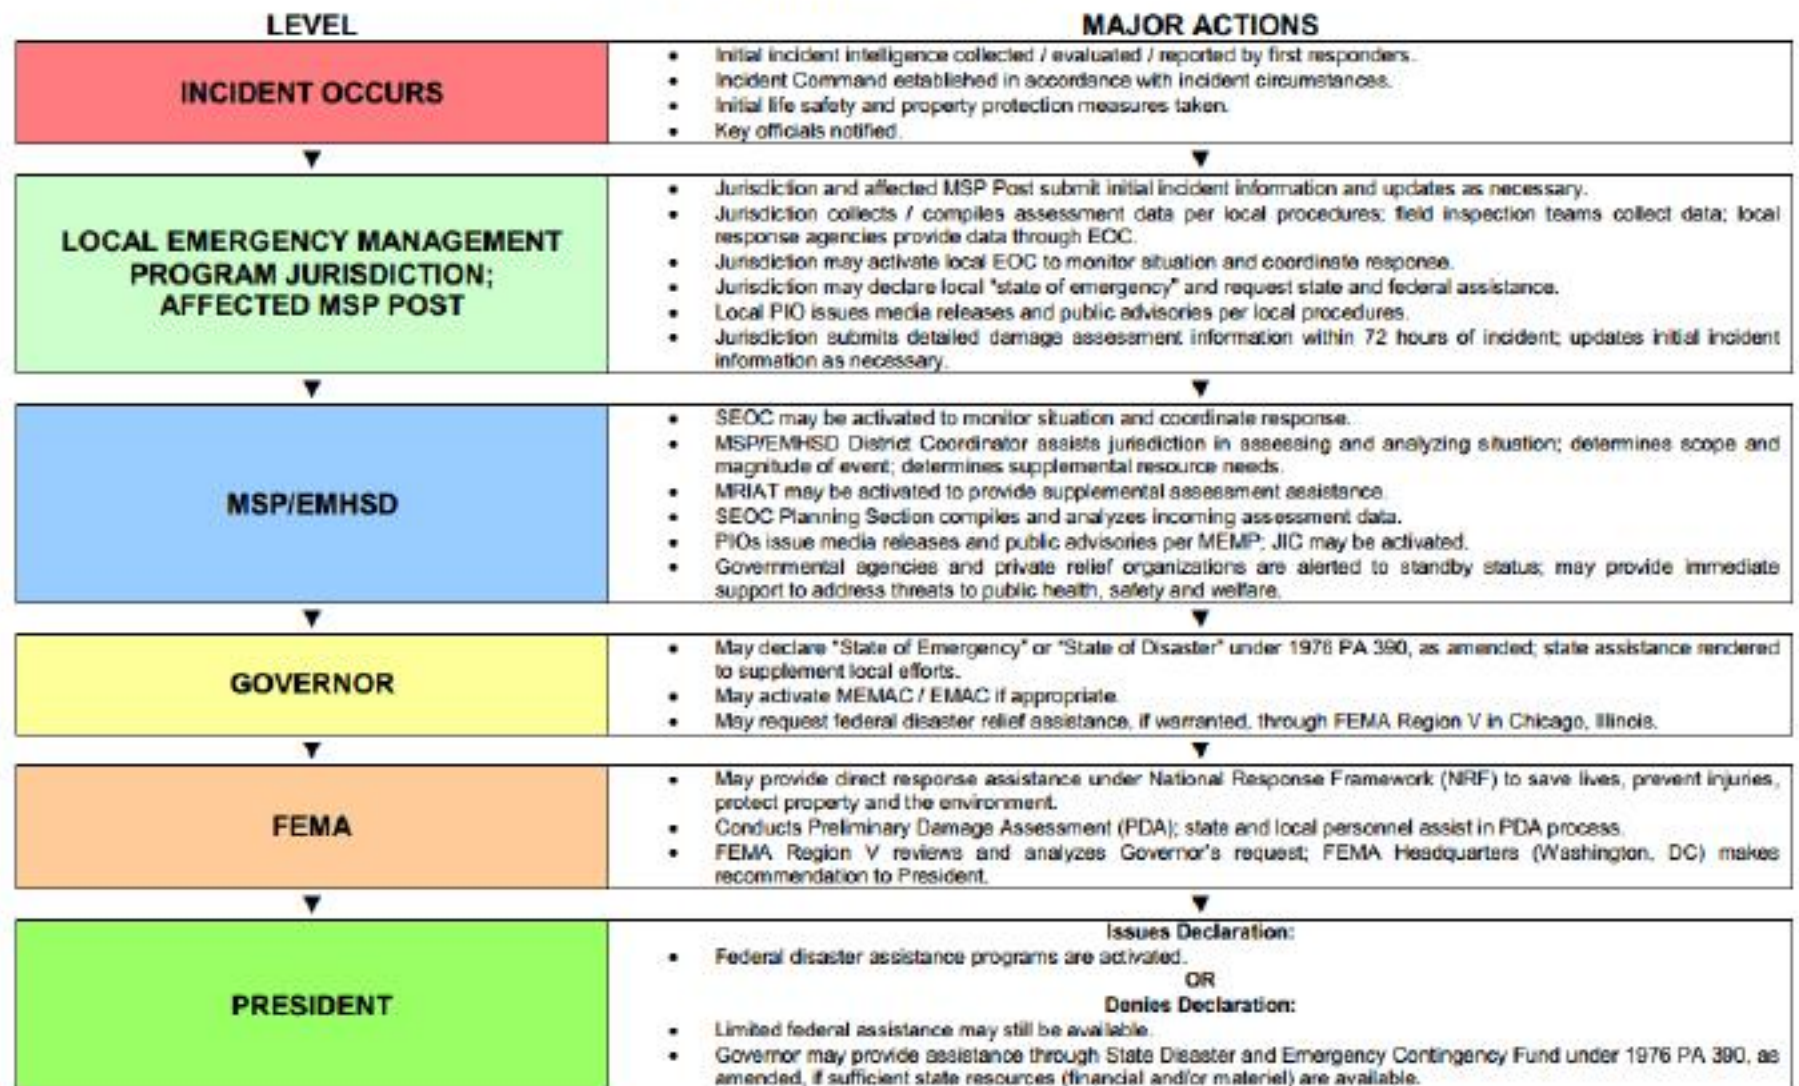 LEVEL
MAJOR ACTIONS
INCIDENT OCCURS
• Initial incident intelligence collected / evaluated / reported by first responders.
• Incident Command established in accordance with incident circumstances.
• Initial life safety and property protection measures taken.
• Key officials notified.
LOCAL EMERGENCY MANAGEMENT
PROGRAM JURISDICTION;
AFFECTED MSP POST
• Jurisdiction and affected MSP Post submit initial incident information and updates as necessary.
• Jurisdiction collects / compiles assessment data per local procedures; field inspection teams collect data; local
response agencies provide data through EOC.
• Jurisdiction may activate local EOC to monitor situation and coordinate response.
• Jurisdiction may declare local "state of emergency" and request state and federal assistance.
• Local PIO issues media releases and public advisories per local procedures.
• Jurisdiction submits detailed damage assessment information within 72 hours of incident; updates initial incident
information as necessary.
MSP/EMHSD
• SEOC may be activated to monitor situation and coordinate response.
• MSP/EMHSD District Coordinator assists jurisdiction in assessing and analyzing situation; determines scope and
magnitude of event; determines supplemental resource needs.
• MRIAT may be activated to provide supplemental assessment assistance.
• SEOC Planning Section compiles and analyzes incoming assessment data.
• PIOs issue media releases and public advisories per MEMP; JIC may be activated.
• Governmental agencies and private relief organizations are alerted to standby status; may provide immediate
support to address threats to public health, safety and welfare.
GOVERNOR
• May declare "State of Emergency" or "State of Disaster" under 1976 PA 390, as amended; state assistance rendered
to supplement local efforts.
• May activate MEMAC / EMAC if appropriate.
• May request federal disaster relief assistance, if warranted, through FEMA Region V in Chicago, Illinois.
FEMA
• May provide direct response assistance under National Response Framework (NRF) to save lives, prevent injuries,
protect property and the environment.
• Conducts Preliminary Damage Assessment (PDA); state and local personnel assist in PDA process.
• FEMA Region V reviews and analyzes Governor's request; FEMA Headquarters (Washington, DC) makes
recommendation to President.
PRESIDENT
Issues Declaration:
• Federal disaster assistance programs are activated.
OR
Denies Declaration:
• Limited federal assistance may still be available.
• Governor may provide assistance through State Disaster and Emergency Contingency Fund under 1976 PA 390, as
amended, if sufficient state resources (financial and/or materiel) are available.